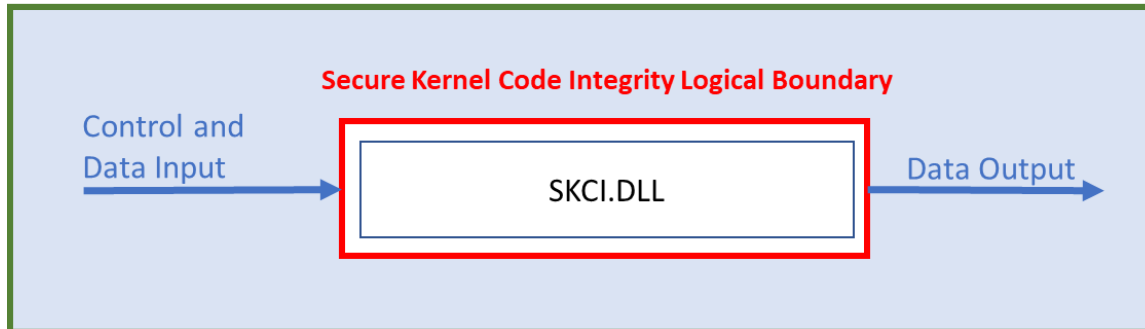 Secure Kernel Code Integrity Logical Boundary
Control and
Data Input
SKCI.DLL
Data Output